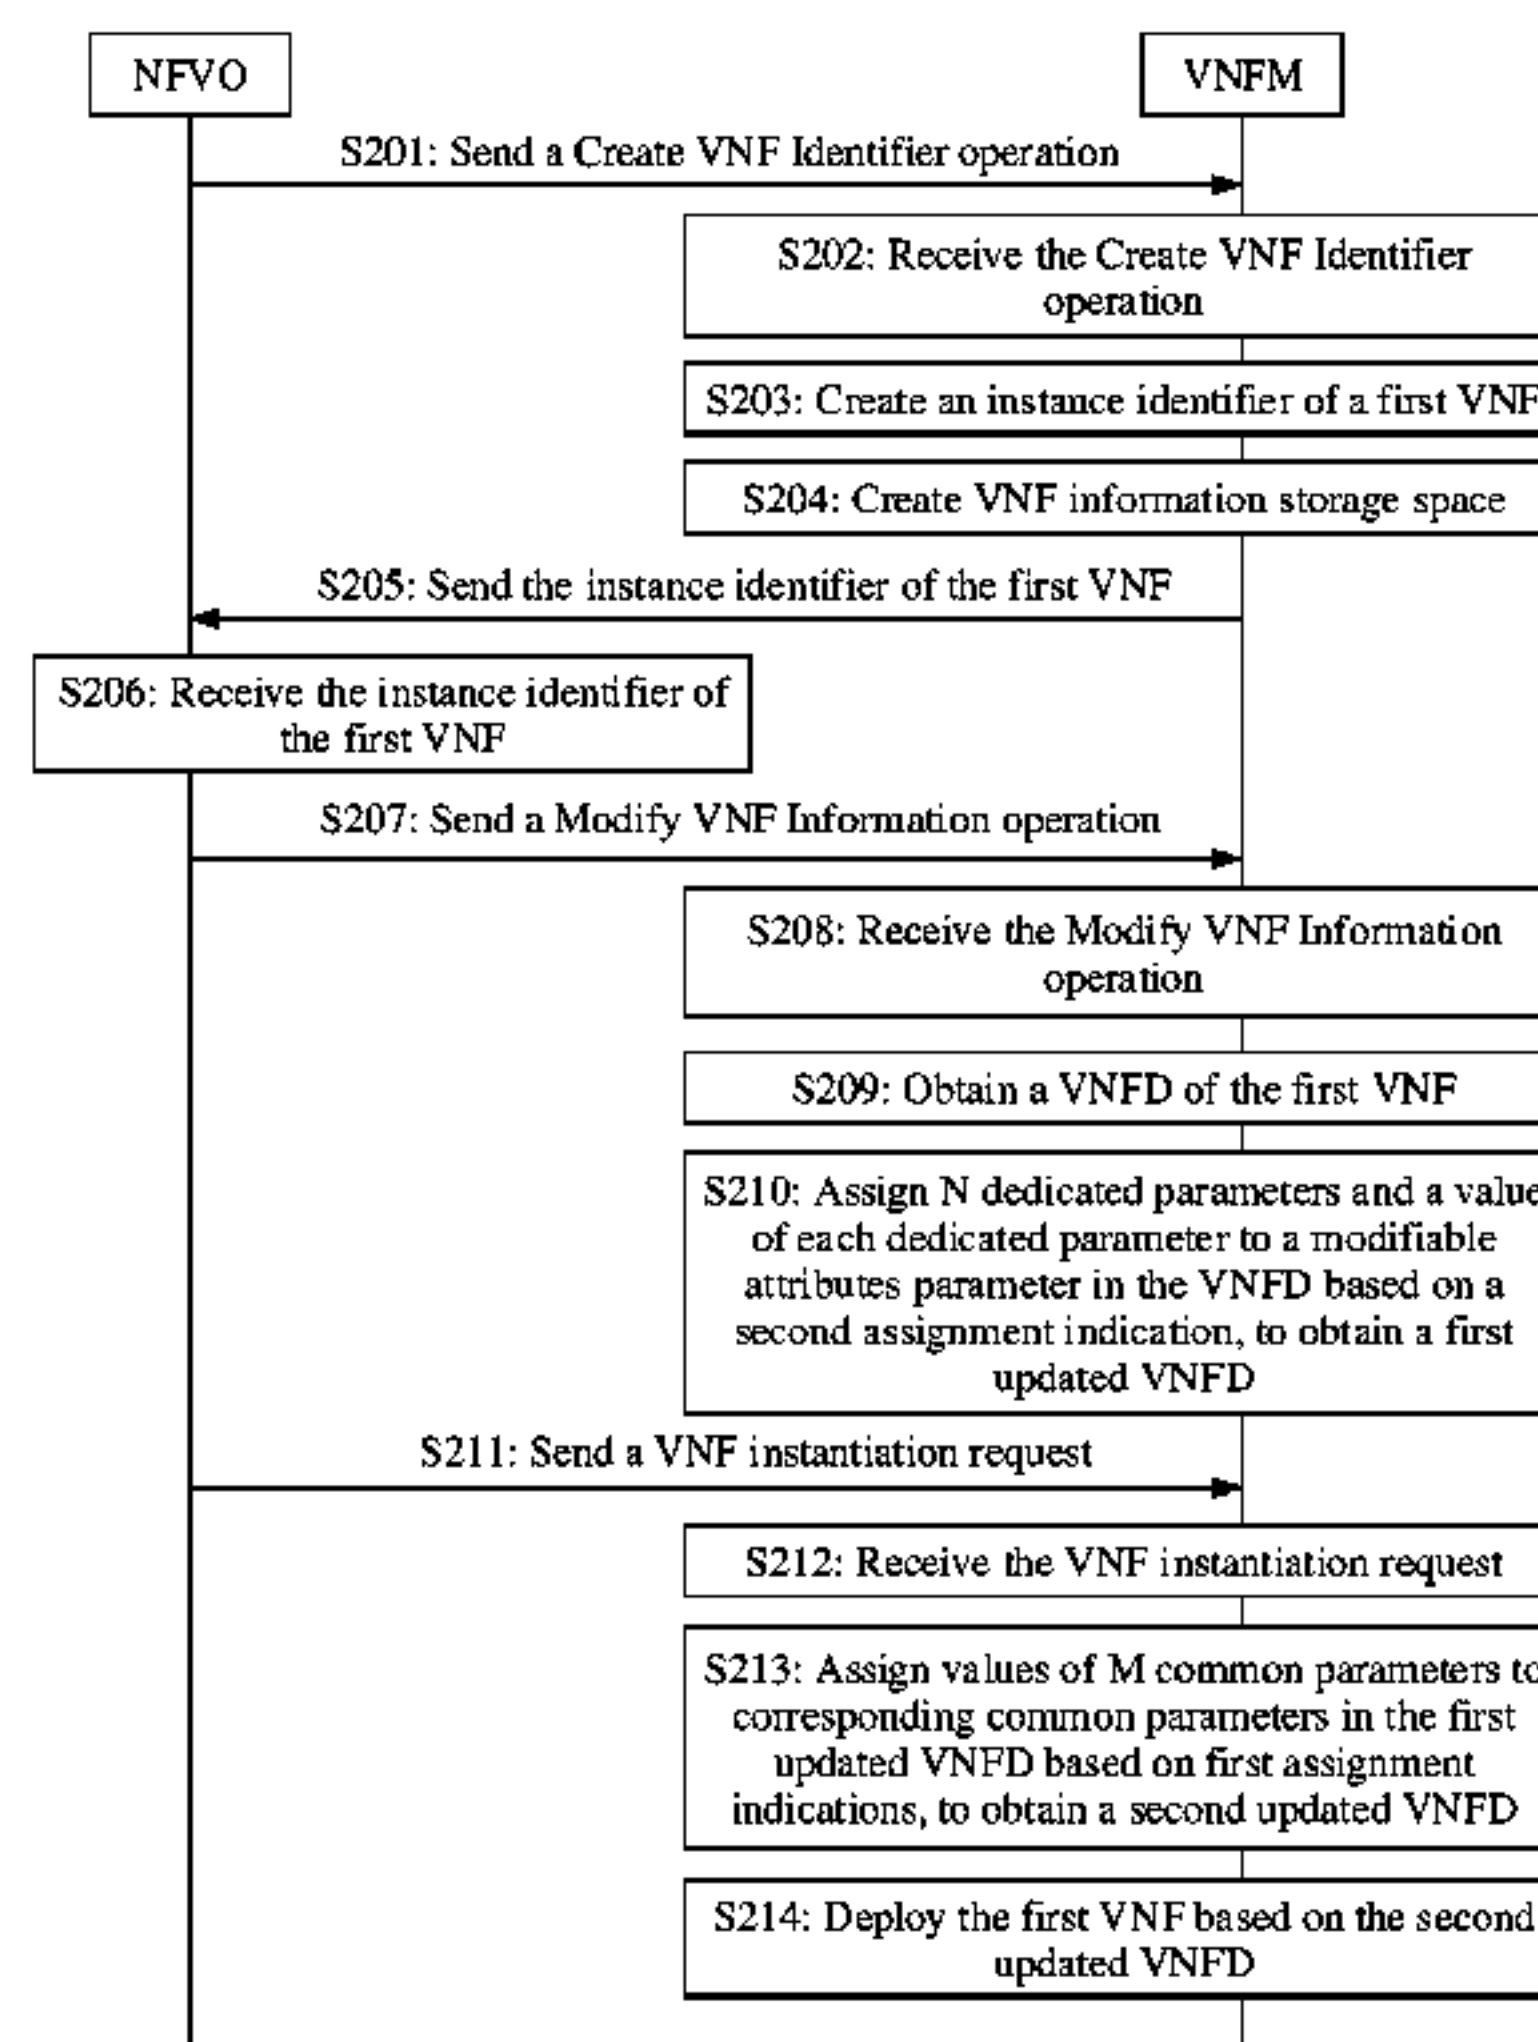 NFVO
VNFM
S201: Send a Create VNF Identifier operation
S202: Receive the Create VNF Identifier
operation
S203: Create an instance identifier of a first VNF
S204: Create VNF information storage space
S205: Send the instance identifier of the first VNF
S206: Receive the instance identifier of
the first VNF
S207: Send a Modify VNF Information operation
S208: Receive the Modify VNF Information
operation
S209: Obtain a VNFD of the first VNF
S210: Assign N dedicated parameters and a value
of each dedicated parameter to a modifiable
attributes parameter in the VNFD based on a
second assignment indication, to obtain a first
updated VNFD
S211: Send a VNF instantiation request
S212: Receive the VNF instantiation request
S213: Assign values of M common parameters to
corresponding common parameters in the first
updated VNFD based on first assignment
indications, to obtain a second updated VNFD
S214: Deploy the first VNF based on the second
updated VNFD